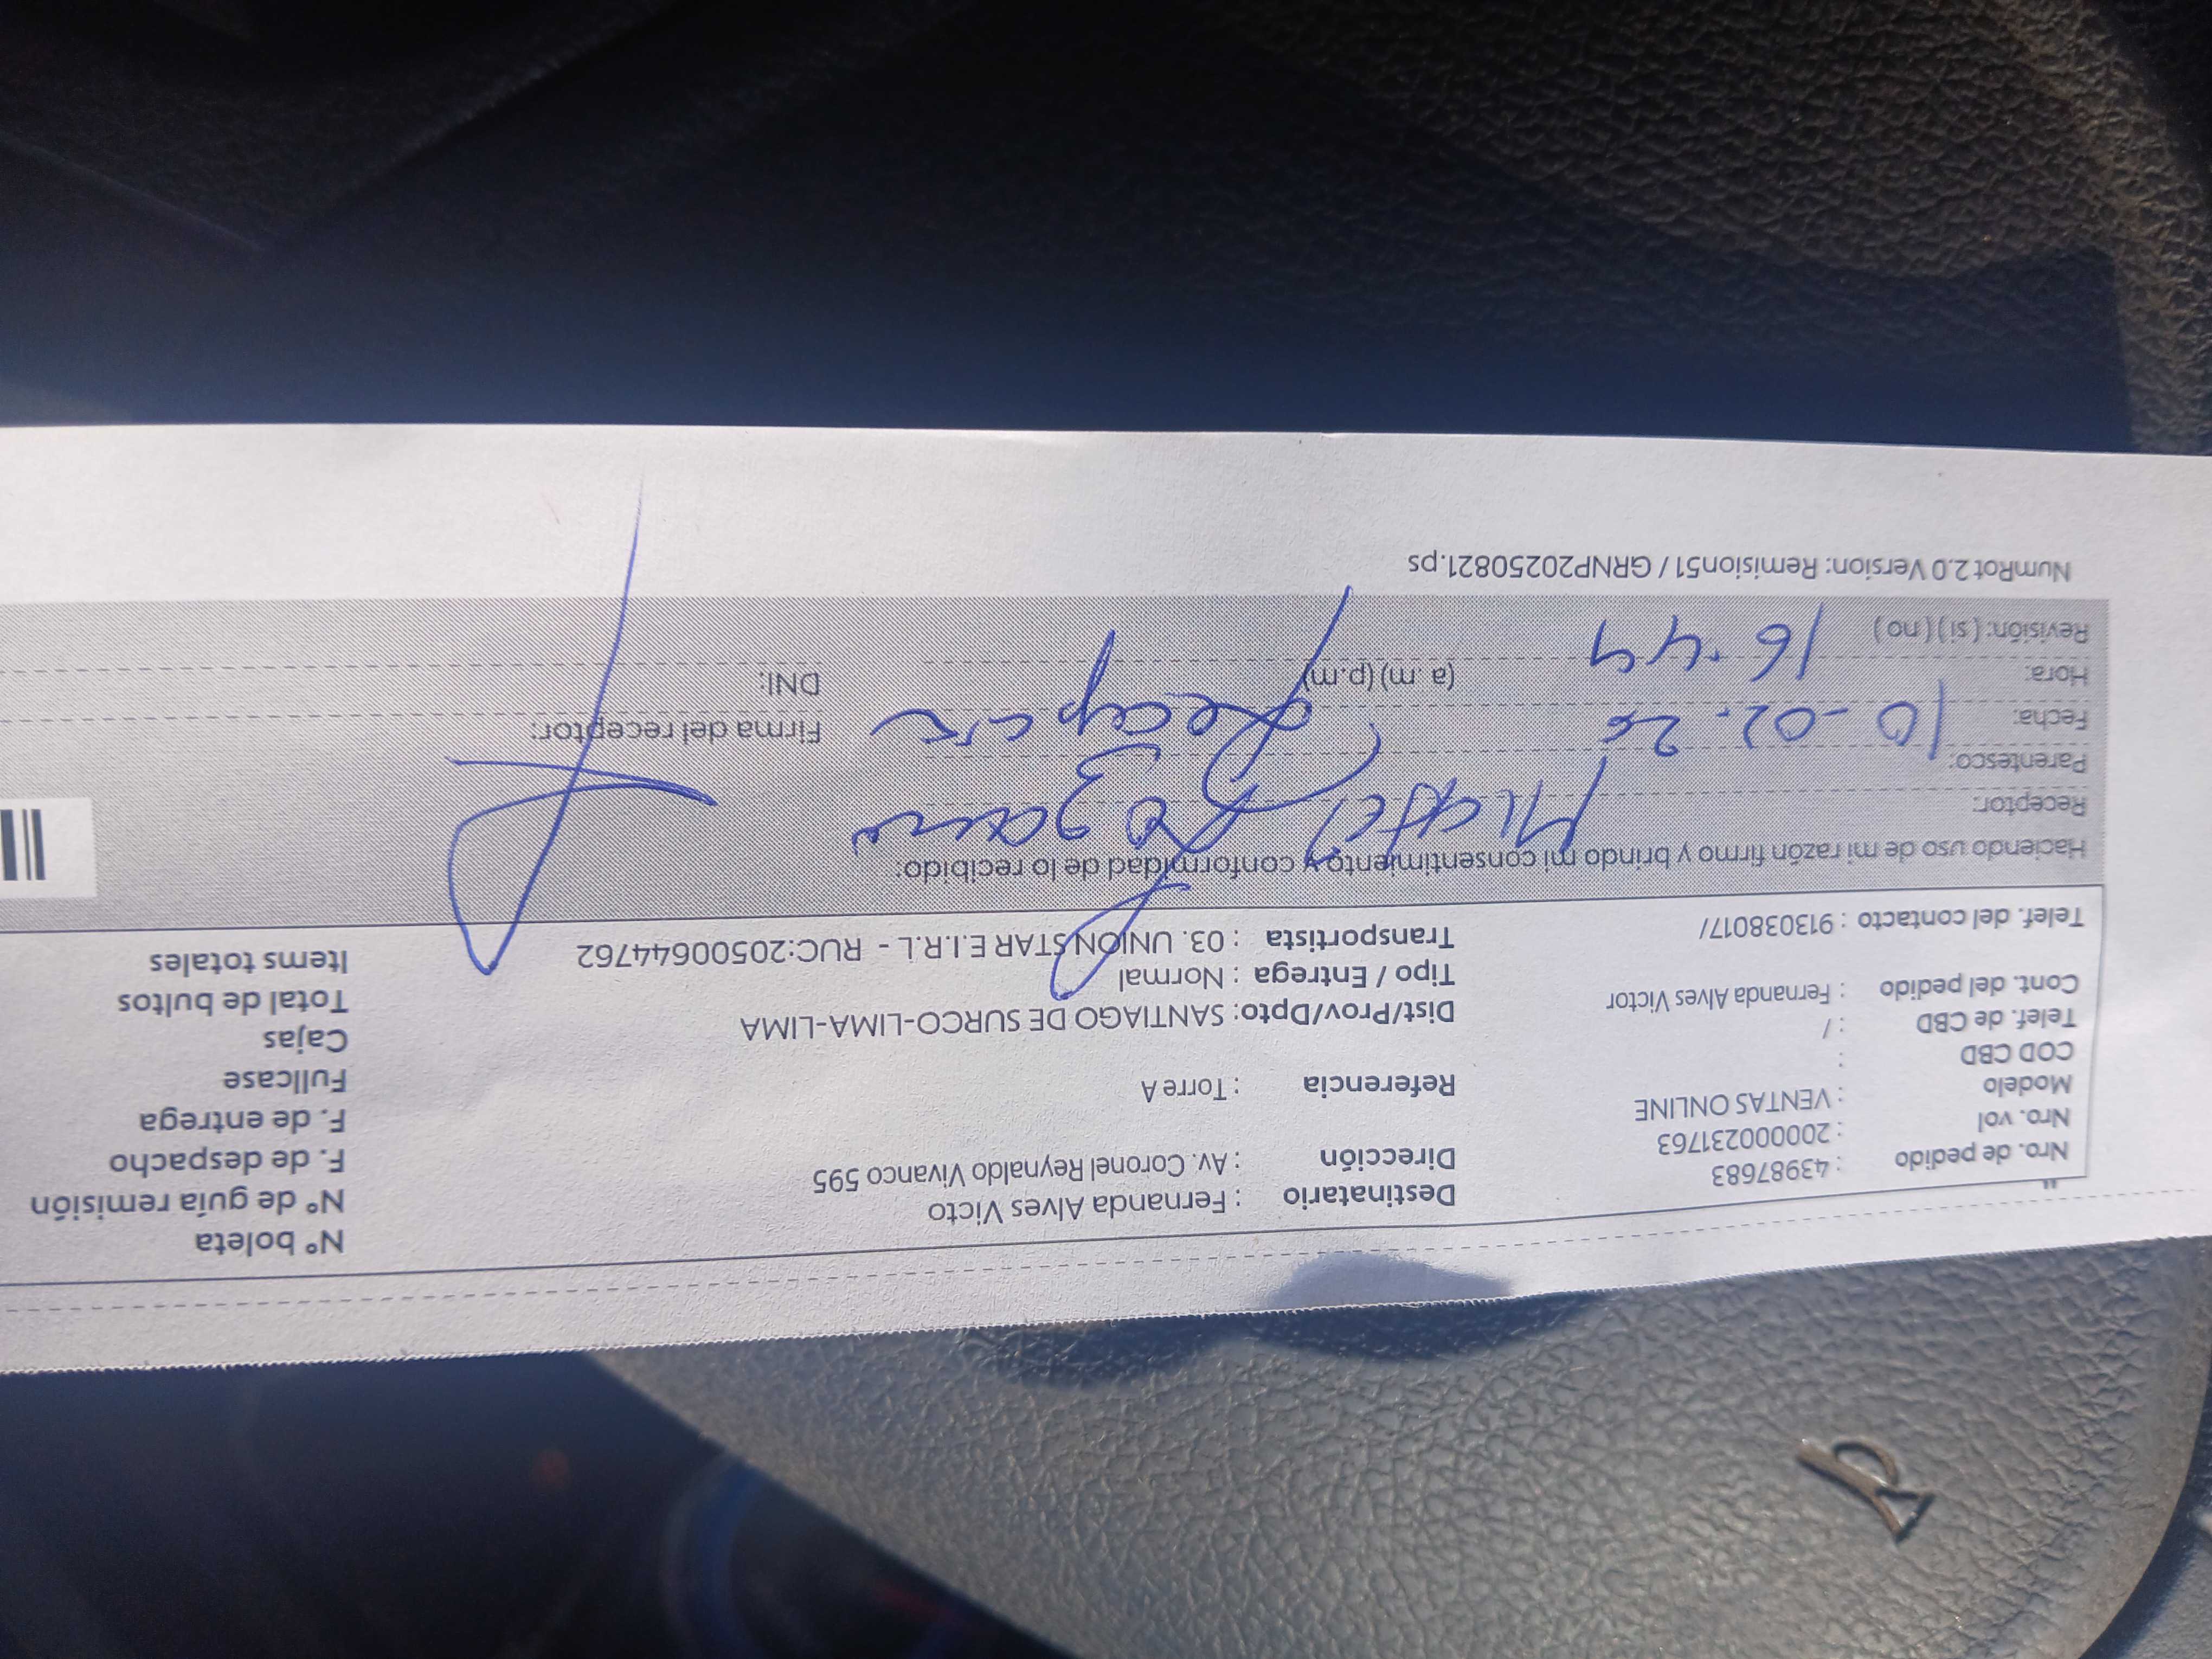 Nº boleta
Nº de guía remisión
F. de despacho
F. de entrega
Fullcase
Cajas
Total de bultos
Items totales
Destinatario : Fernanda Alves Victo
Dirección : Av. Coronel Reynaldo Vivanco 595
Referencia : Torre A
Dist/Prov/Dpto: SANTIAGO DE SURCO-LIMA-LIMA
Tipo / Entrega : Normal
Transportista : 03. UNION STAR E.I.R.L - RUC:20500644762
Nro. de pedido : 43987683
Nro. vol : 200000231763
Modelo : VENTAS ONLINE
COD CBD :
Telef. de CBD : /
Cont. del pedido : Fernanda Alves Victor
Telef. del contacto : 913038017/
Haciendo uso de mi razón firmo y brindo mi consentimiento y conformidad de lo recibido:
Receptor:
Parentesco:
Fecha: 10-02-26
Hora: 16:44 (a.m) (p.m)
Revisión: ( si ) ( no )
Firma del receptor:
DNI:
NumRot 2.0 Version: Remision51 / GRNP20250821.ps